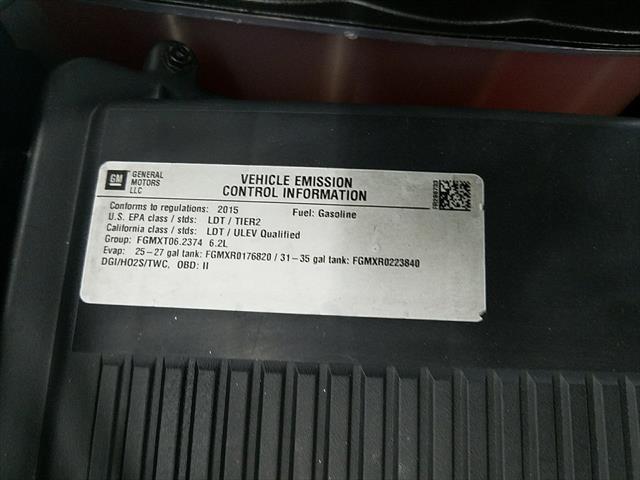 GM
GENERAL
MOTORS
LLC
VEHICLE EMISSION
CONTROL INFORMATION
Conforms to regulations: 2015 Fuel: Gasoline
U.S. EPA class / stds: LDT / TIER2
California class / stds: LDT / ULEV Qualified
Group: FGMXT06.2374 6.2L
Evap: 25-27 gal tank: FGMXR0176820 / 31-35 gal tank: FGMXR0223840
DGI/HO2S/TWC, OBD: II